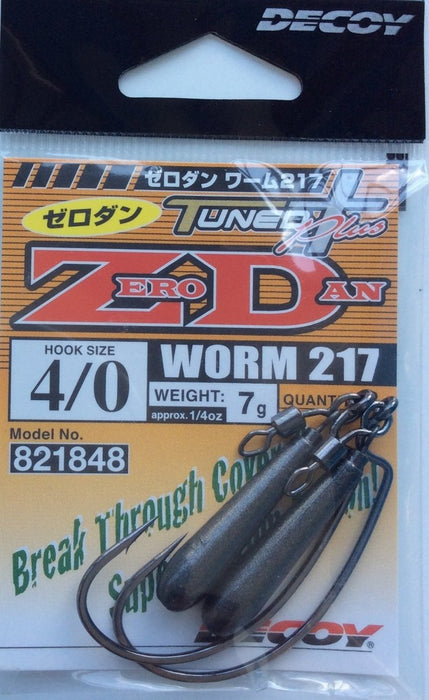 DECOY
ゼロダン ワーム217
ゼロダン
TUNED
Plus
ZERO DAN
HOOK SIZE
4/0
WORM 217
WEIGHT: 7g
approx.1/4oz
QUANT
Model No.
821848
Break Through Cove
Sup
DECOY